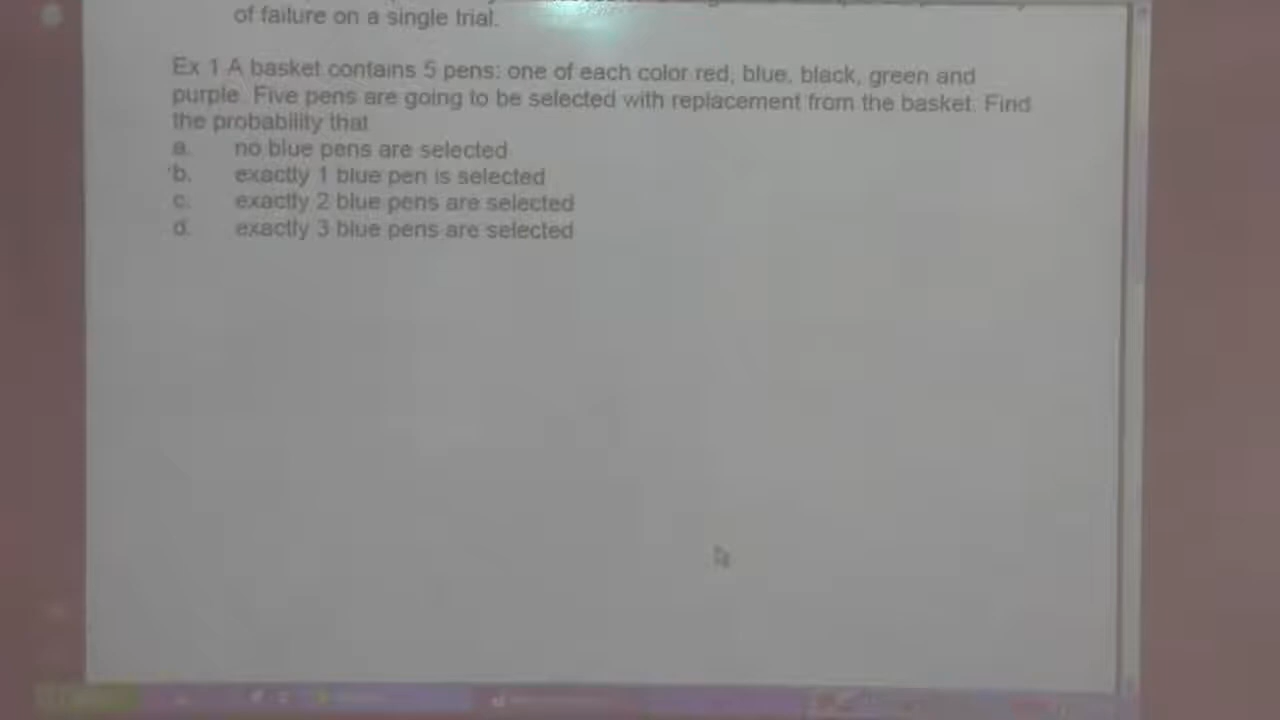 of failure on a single trial.
Ex 1 A basket contains 5 pens: one of each color red, blue, black, green and
purple. Five pens are going to be selected with replacement from the basket. Find
the probability that
a. no blue pens are selected
b. exactly 1 blue pen is selected
c. exactly 2 blue pens are selected
d. exactly 3 blue pens are selected